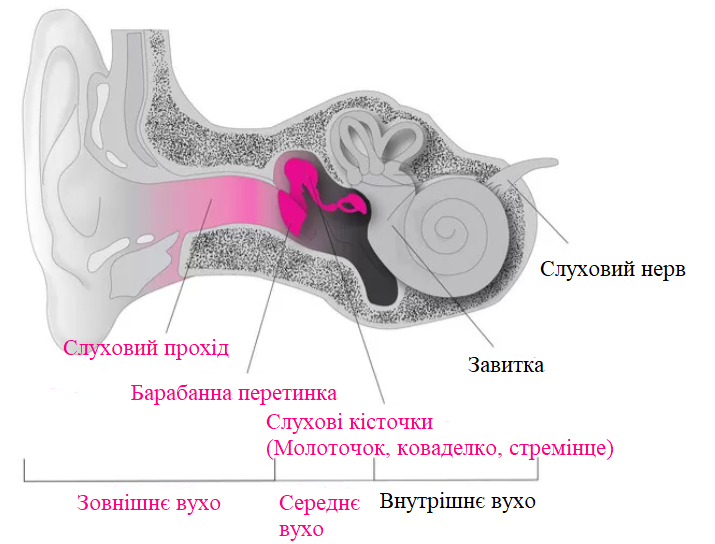 Слуховий нерв
Слуховий прохід
Завитка
Барабанна перетинка
Слухові кісточки
(Молоточок, коваделко, стремінце)
Зовнішнє вухо
Середнє
вухо
Внутрішнє вухо